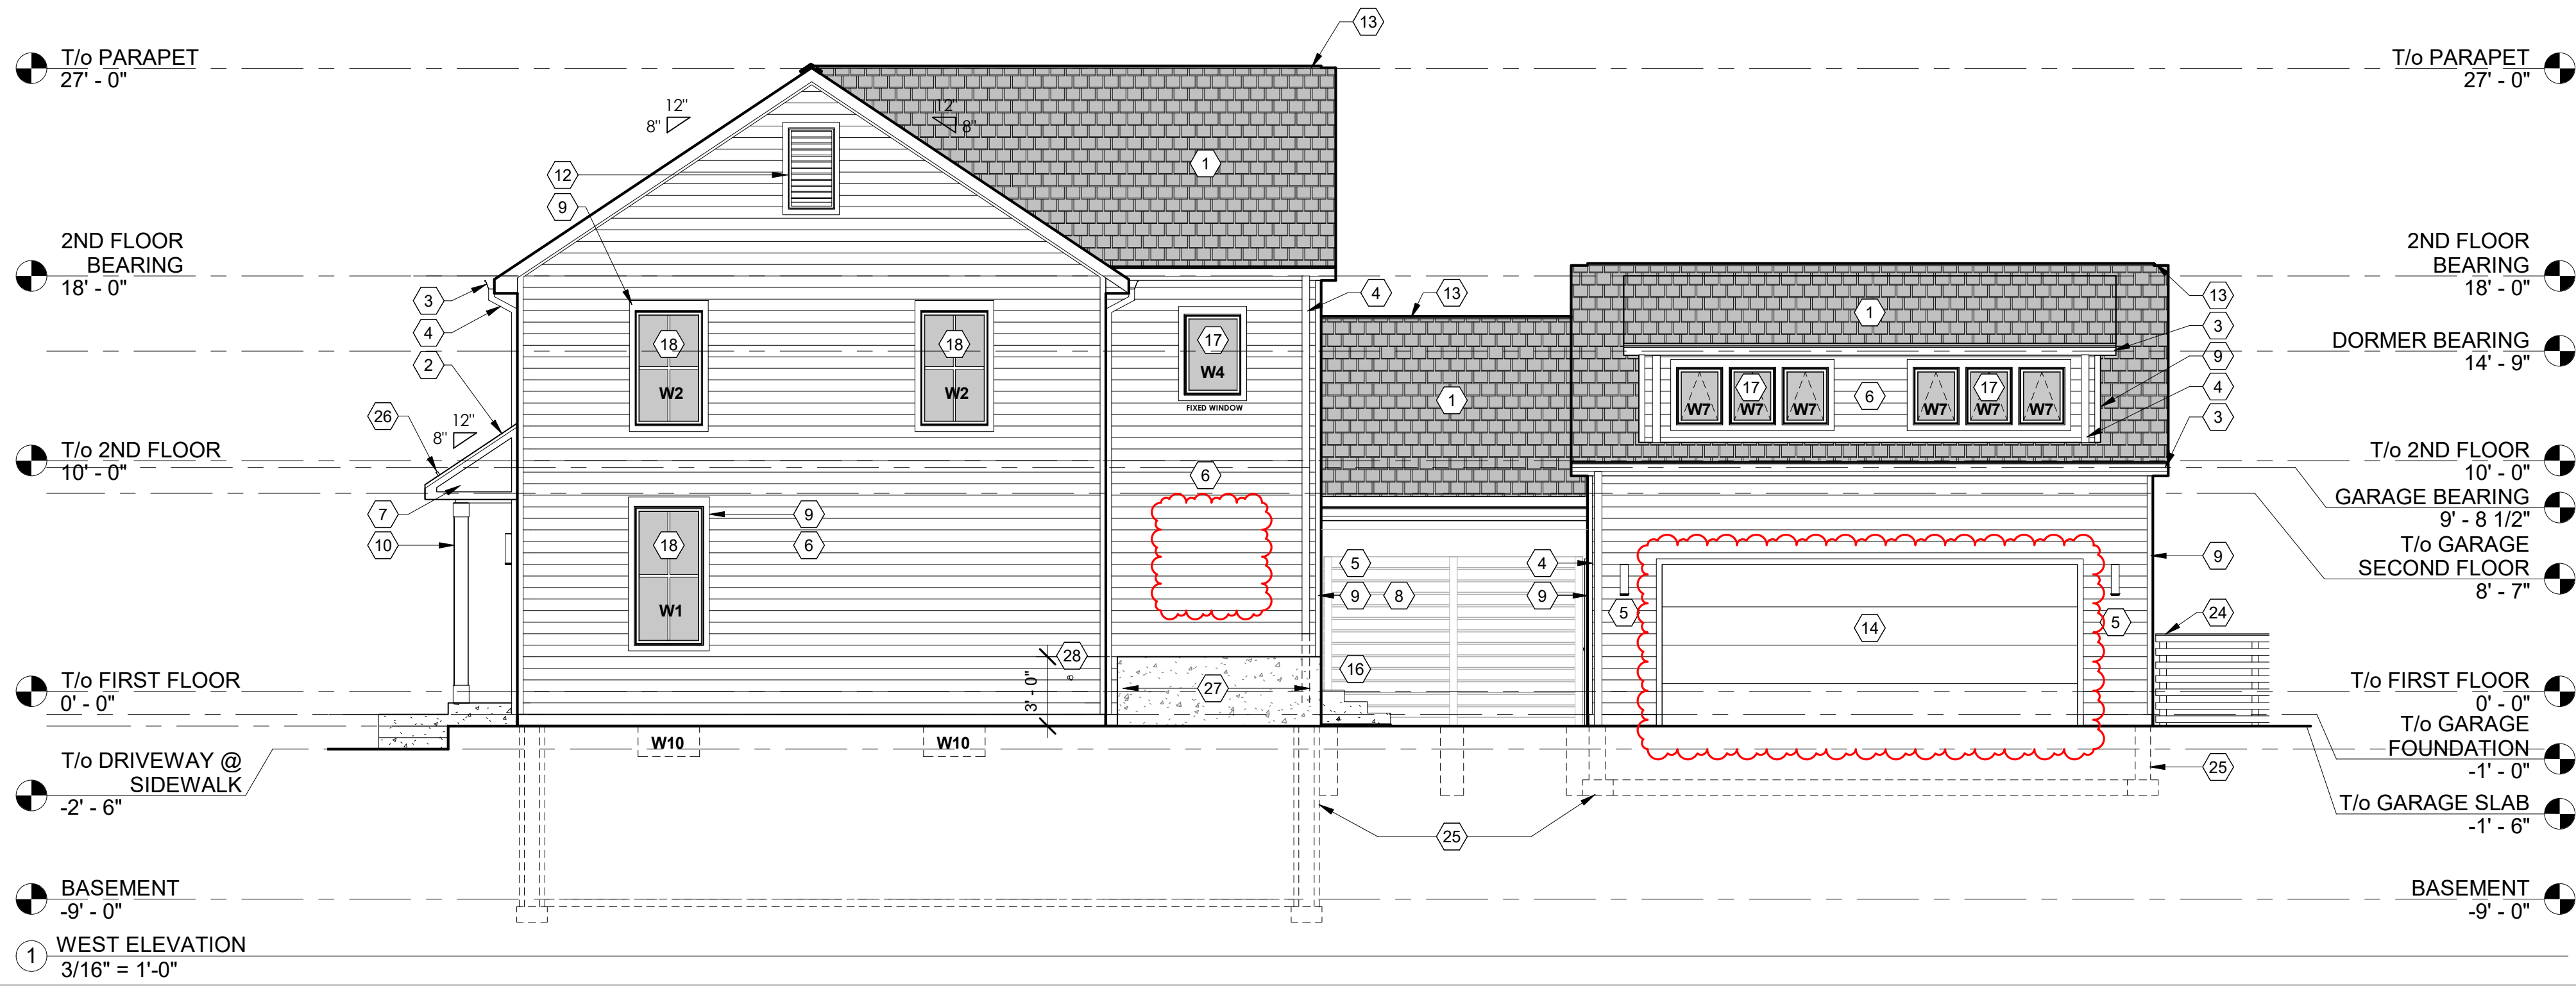 13
T/o PARAPET
27' - 0"
T/o PARAPET
27' - 0"
12"
8"
12"
8"
1
12
9
2ND FLOOR
BEARING
18' - 0"
2ND FLOOR
BEARING
18' - 0"
3
4
13
13
4
1
3
2
18
18
17
DORMER BEARING
14' - 9"
9
W2
W2
W4
FIXED WINDOW
1
17
6
17
4
W7
W7
W7
W7
W7
W7
26
12"
8"
3
T/o 2ND FLOOR
10' - 0"
T/o 2ND FLOOR
10' - 0"
6
GARAGE BEARING
9' - 8 1/2"
7
9
10
18
6
T/o GARAGE
SECOND FLOOR
8' - 7"
5
4
9
9
8
9
W1
5
5
24
14
28
16
T/o FIRST FLOOR
0' - 0"
3' - 0"
27
T/o FIRST FLOOR
0' - 0"
T/o GARAGE
FOUNDATION
-1' - 0"
W10
W10
T/o DRIVEWAY @
SIDEWALK
-2' - 6"
25
T/o GARAGE SLAB
-1' - 6"
25
BASEMENT
-9' - 0"
BASEMENT
-9' - 0"
1
WEST ELEVATION
3/16" = 1'-0"